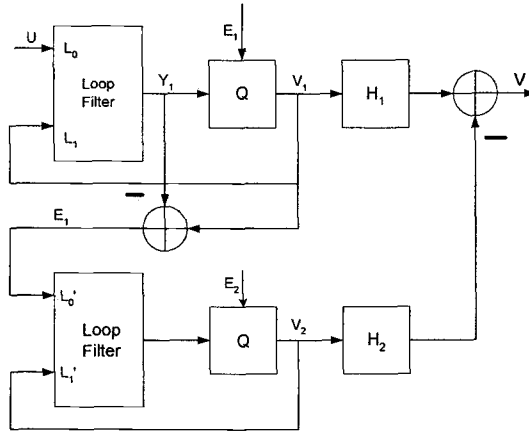 U
L0
Loop
Filter
L1
Y1
E1
Q
V1
H1
V
E1
L0'
Loop
Filter
L1'
E2
Q
V2
H2